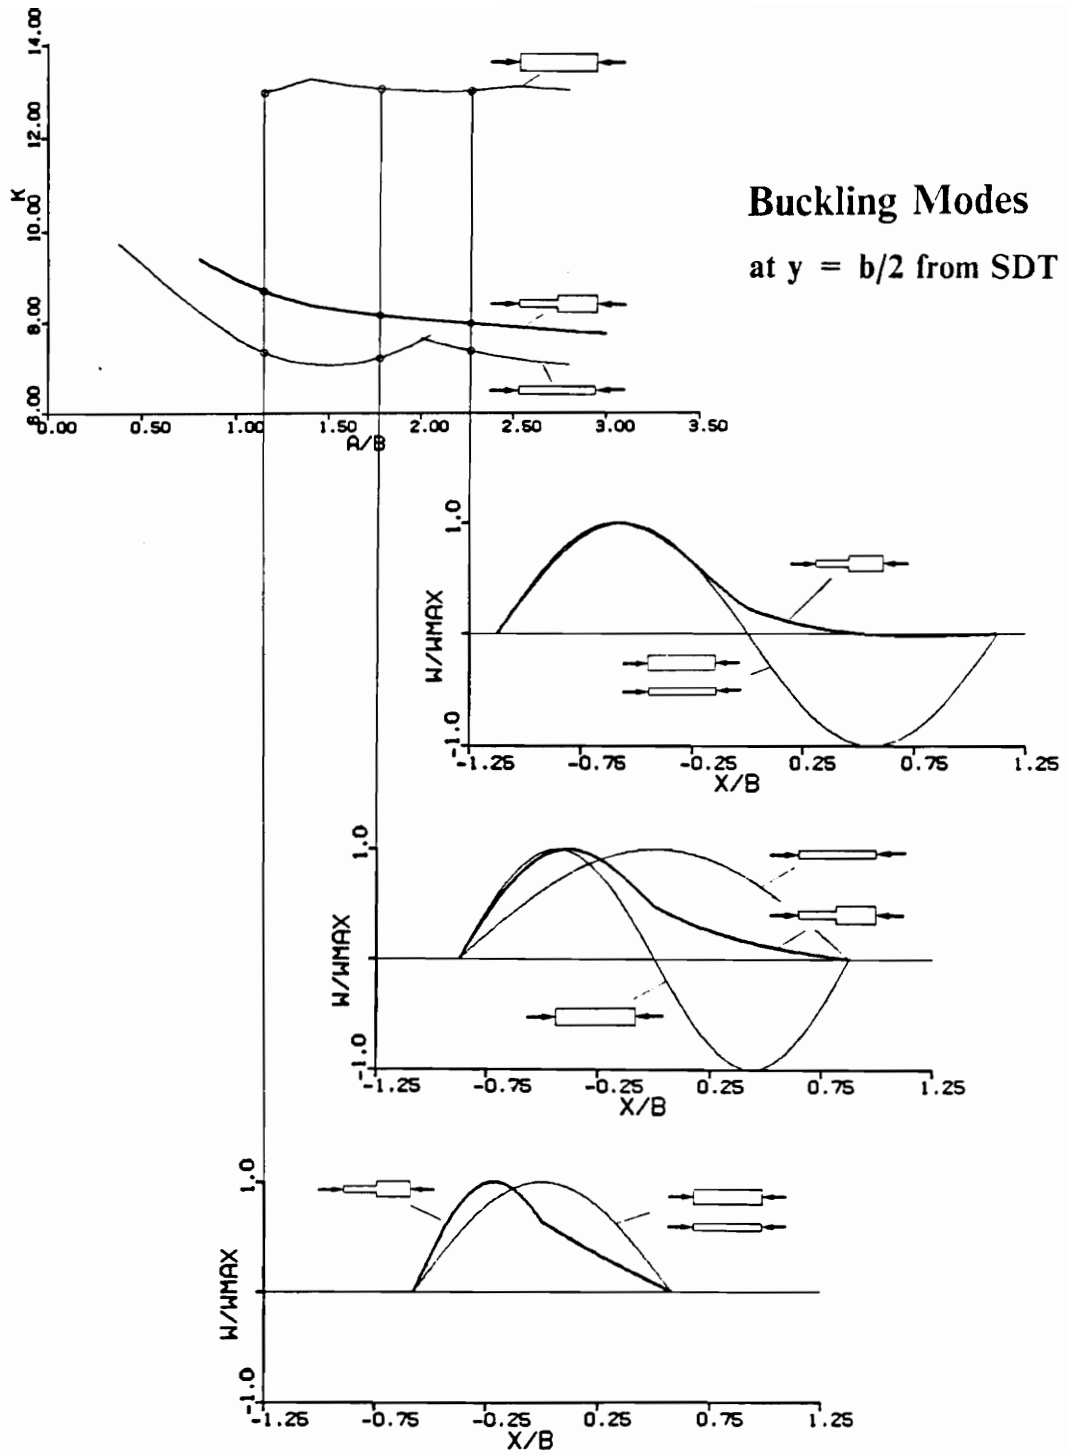 14.00
12.00
10.00
8.00
6.00
K
0.00 0.50 1.00 1.50 2.00 2.50 3.00 3.50
A/B
Buckling Modes
at y = b/2 from SDT
1.0
-1.0
W/WMAX
-1.25 -0.75 -0.25 0.25 0.75 1.25
X/B
1.0
-1.0
W/WMAX
-1.25 -0.75 -0.25 0.25 0.75 1.25
X/B
1.0
-1.0
W/WMAX
-1.25 -0.75 -0.25 0.25 0.75 1.25
X/B